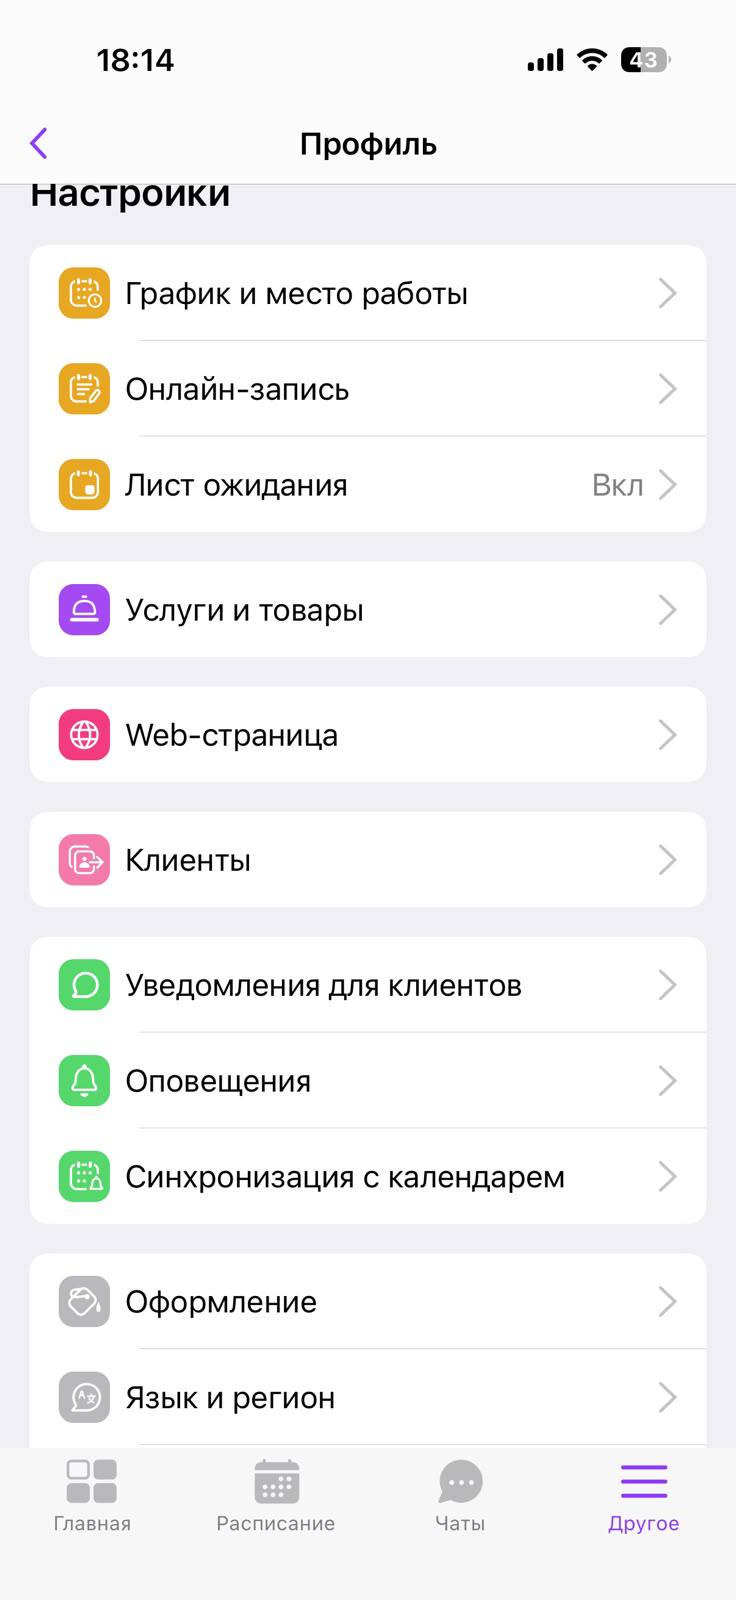 18:14
43
Профиль
Настройки
График и место работы
Онлайн-запись
Лист ожидания
Вкл
Услуги и товары
Web-страница
Клиенты
Уведомления для клиентов
Оповещения
Синхронизация с календарем
Оформление
Язык и регион
Главная
Расписание
Чаты
Другое